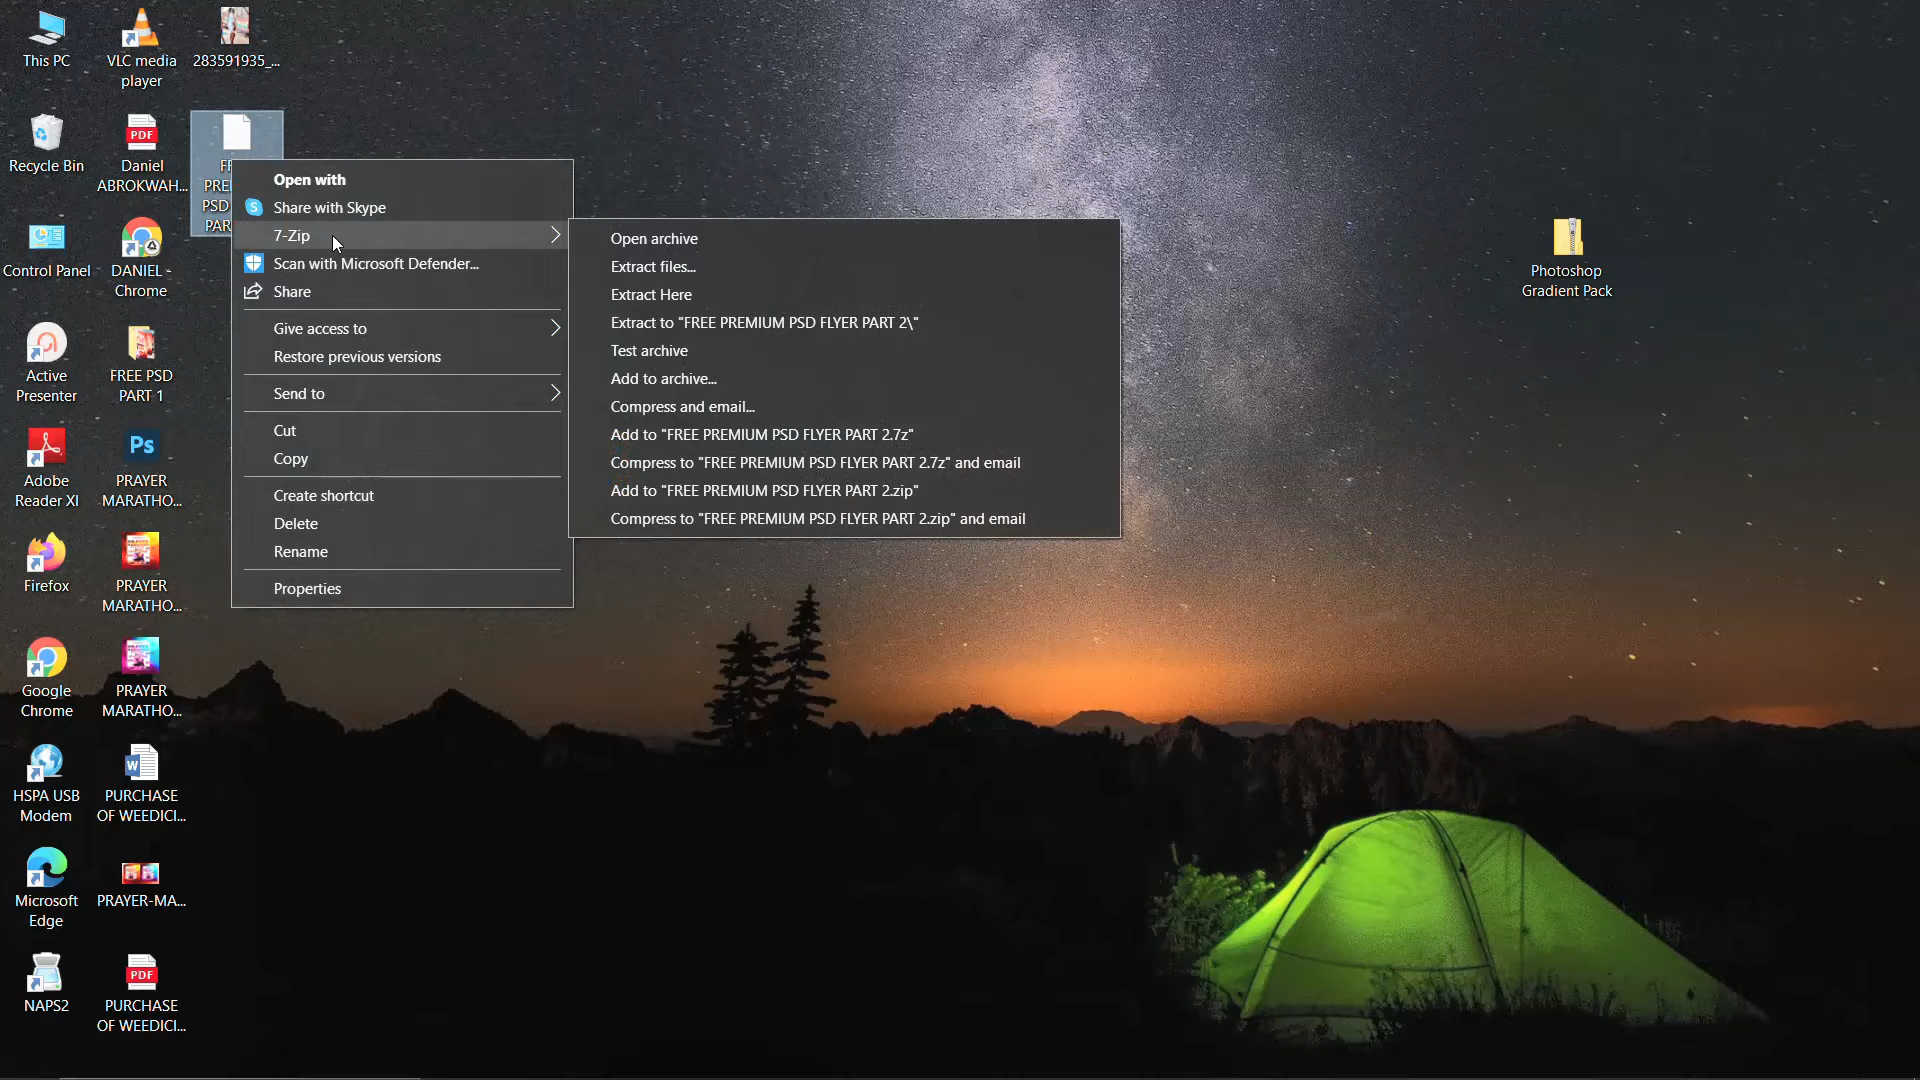 This PC
VLC media
player
283591935_...
Recycle Bin
PDF
Daniel
ABROKWAH...
Control Panel
DANIEL -
Chrome
Active
Presenter
FREE PSD
PART 1
Adobe
Reader XI
Ps
PRAYER
MARATHO...
Firefox
PRAYER
MARATHO...
Google
Chrome
PRAYER
MARATHO...
HSPA USB
Modem
PURCHASE
OF WEEDICI...
Microsoft
Edge
PRAYER-MA...
NAPS2
PDF
PURCHASE
OF WEEDICI...
Open with
Share with Skype
7-Zip
Scan with Microsoft Defender...
Share
Give access to
Restore previous versions
Send to
Cut
Copy
Create shortcut
Delete
Rename
Properties
Open archive
Extract files...
Extract Here
Extract to "FREE PREMIUM PSD FLYER PART 2\"
Test archive
Add to archive...
Compress and email...
Add to "FREE PREMIUM PSD FLYER PART 2.7z"
Compress to "FREE PREMIUM PSD FLYER PART 2.7z" and email
Add to "FREE PREMIUM PSD FLYER PART 2.zip"
Compress to "FREE PREMIUM PSD FLYER PART 2.zip" and email
Photoshop
Gradient Pack